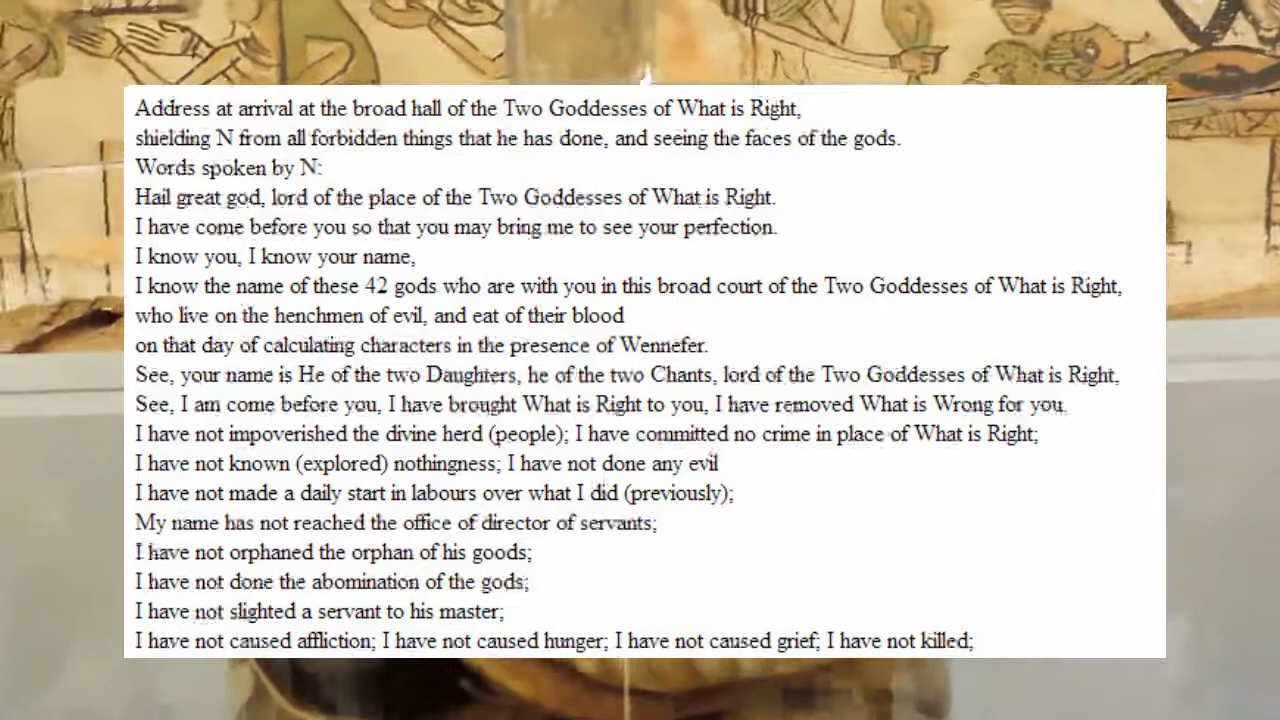 Address at arrival at the broad hall of the Two Goddesses of What is Right,
shielding N from all forbidden things that he has done, and seeing the faces of the gods.
Words spoken by N:
Hail great god, lord of the place of the Two Goddesses of What is Right.
I have come before you so that you may bring me to see your perfection.
I know you, I know your name,
I know the name of these 42 gods who are with you in this broad court of the Two Goddesses of What is Right,
who live on the henchmen of evil, and eat of their blood
on that day of calculating characters in the presence of Wennefer.
See, your name is He of the two Daughters, he of the two Chants, lord of the Two Goddesses of What is Right,
See, I am come before you, I have brought What is Right to you, I have removed What is Wrong for you.
I have not impoverished the divine herd (people); I have committed no crime in place of What is Right;
I have not known (explored) nothingness; I have not done any evil
I have not made a daily start in labours over what I did (previously);
My name has not reached the office of director of servants;
I have not orphaned the orphan of his goods;
I have not done the abomination of the gods;
I have not slighted a servant to his master;
I have not caused affliction; I have not caused hunger; I have not caused grief; I have not killed;